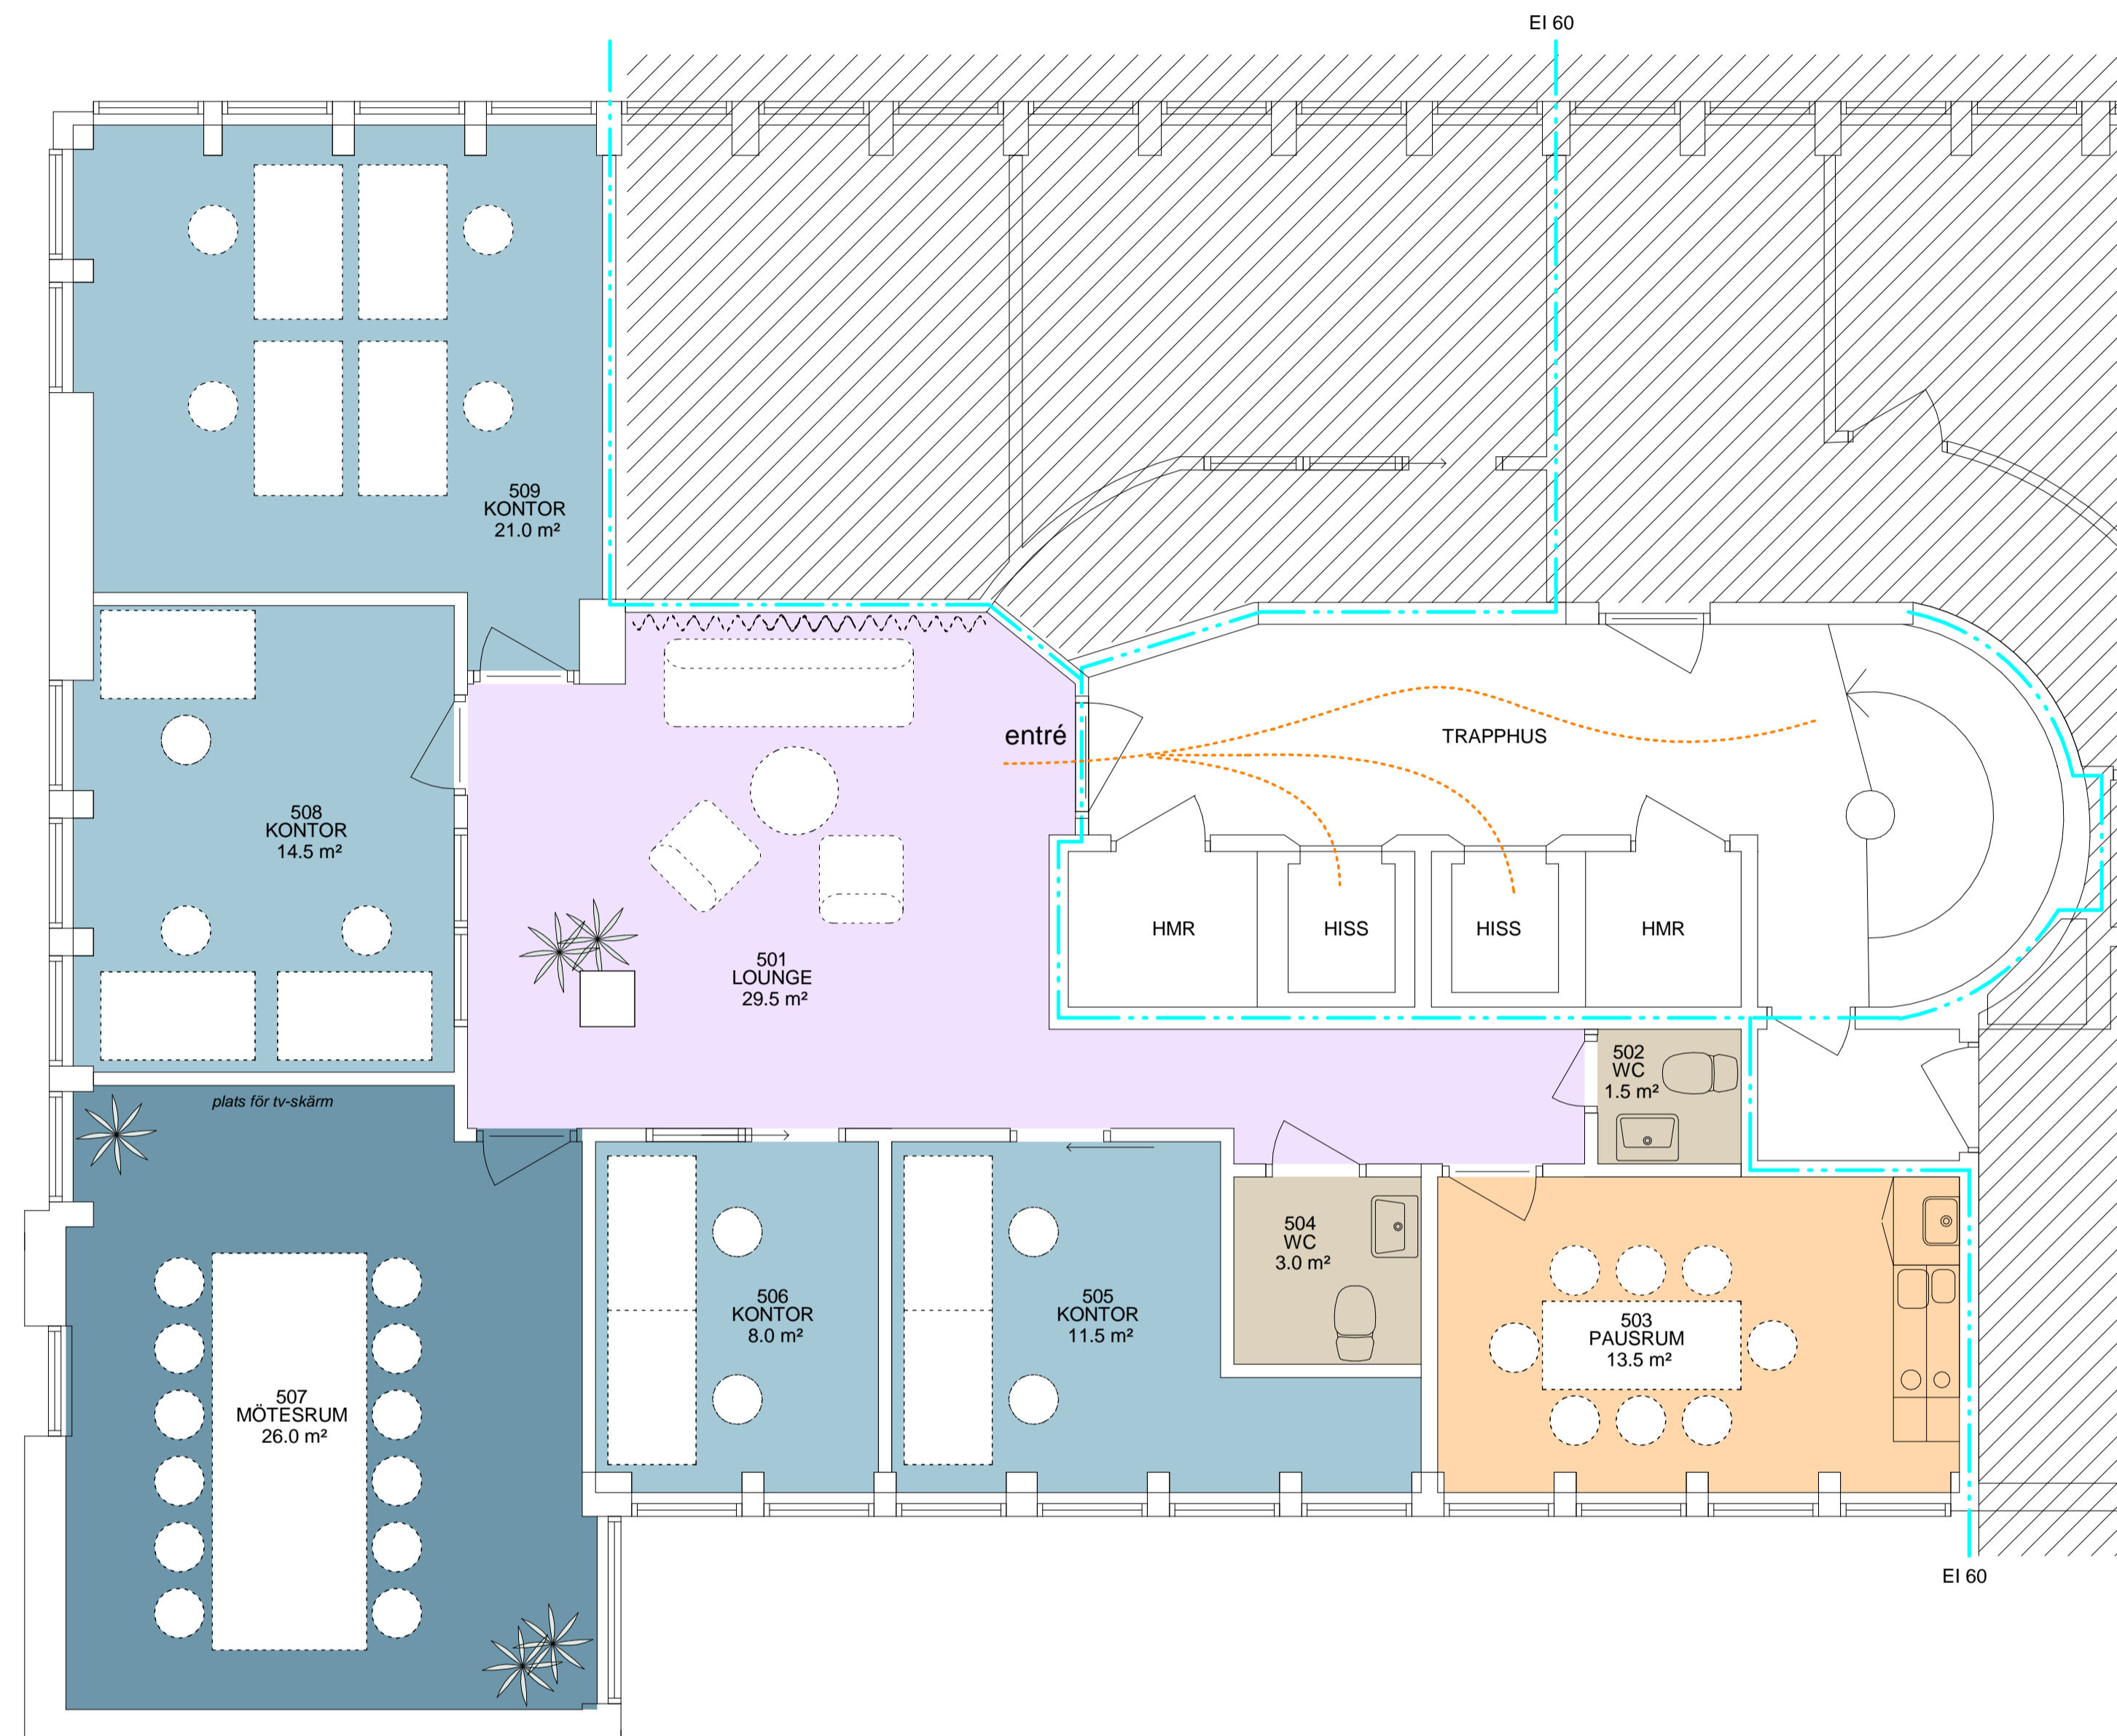 EI 60
509
KONTOR
21.0 m²
entré
TRAPPHUS
508
KONTOR
14.5 m²
HMR
HISS
HISS
HMR
501
LOUNGE
29.5 m²
502
WC
1.5 m²
plats för tv-skärm
504
WC
3.0 m²
506
KONTOR
8.0 m²
505
KONTOR
11.5 m²
503
PAUSRUM
13.5 m²
507
MÖTESRUM
26.0 m²
EI 60